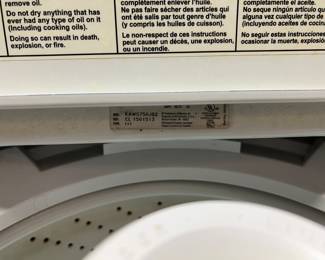 remove oil.
Do not dry anything that has
ever had any type of oil on it
(Including cooking oils).
Doing so can result in death,
explosion, or fire.
complètement enlever l'huile.
Ne pas faire sécher des articles qui
ont été salis par tout genre d'huile
(y compris les huiles de cuisson).
Le non-respect de ces instructions
peut causer un décès, une explosion,
ou un incendie.
completamente el aceite.
No seque ningún artículo que
alguna vez cualquier tipo de
(incluyendo aceites de cocina
No seguir estas instrucciones
ocasionar la muerte, explosión